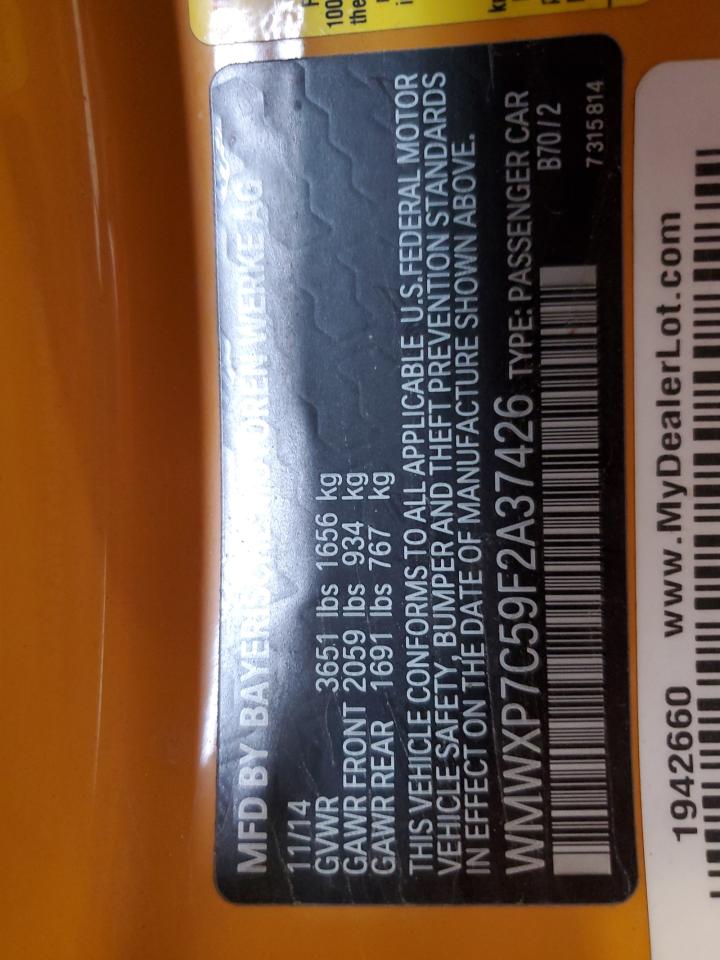 MFD BY BAYERISCHE MOTOREN WERKE AG
11/14
GVWR 3651 lbs 1656 kg
GAWR FRONT 2059 lbs 934 kg
GAWR REAR 1691 lbs 767 kg
THIS VEHICLE CONFORMS TO ALL APPLICABLE U.S.FEDERAL MOTOR
VEHICLE SAFETY, BUMPER AND THEFT PREVENTION STANDARDS
IN EFFECT ON THE DATE OF MANUFACTURE SHOWN ABOVE.
WMWXP7C59F2A37426 TYPE: PASSENGER CAR
B70/2
7315814
1942660 www.MyDealerLot.com
100
the